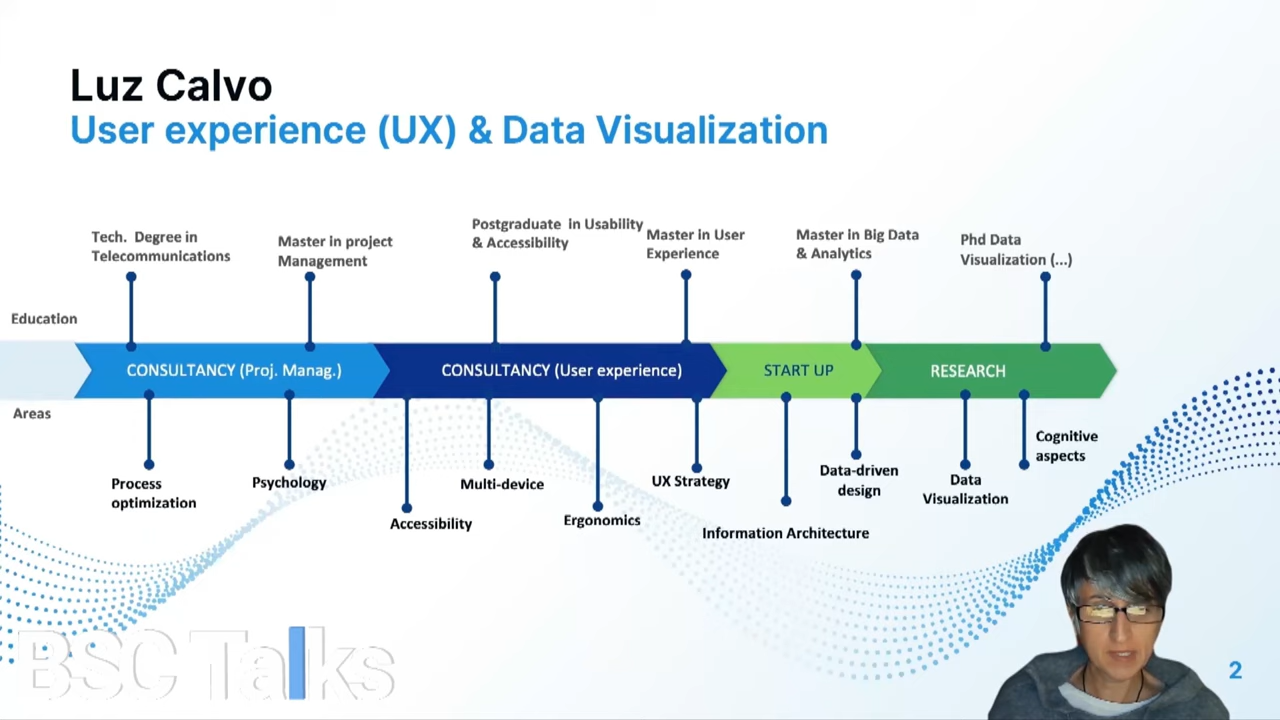 Luz Calvo
User experience (UX) & Data Visualization
Tech. Degree in
Telecommunications
Master in project
Management
Postgraduate in Usability
& Accessibility
Master in User
Experience
Master in Big Data
& Analytics
Phd Data
Visualization (...)
Education
CONSULTANCY (Proj. Manag.)
CONSULTANCY (User experience)
START UP
RESEARCH
Areas
Process
optimization
Psychology
Accessibility
Multi-device
Ergonomics
UX Strategy
Information Architecture
Data-driven
design
Data
Visualization
Cognitive
aspects
BSC Talks
2